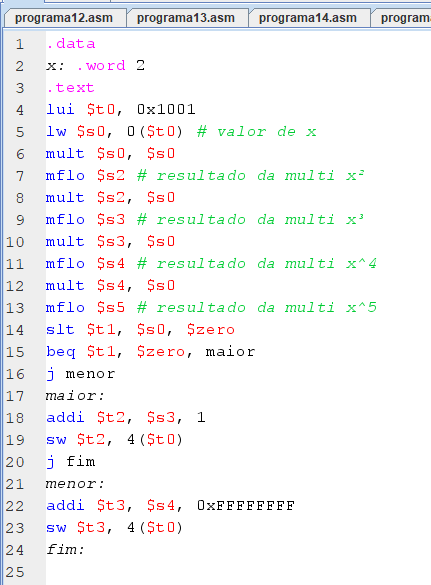 programa12.asm programa13.asm programa14.asm program
1 .data
2 x: .word 2
3 .text
4 lui $t0, 0x1001
5 lw $s0, 0($t0) # valor de x
6 mult $s0, $s0
7 mflo $s2 # resultado da multi x²
8 mult $s2, $s0
9 mflo $s3 # resultado da multi x³
10 mult $s3, $s0
11 mflo $s4 # resultado da multi x^4
12 mult $s4, $s0
13 mflo $s5 # resultado da multi x^5
14 slt $t1, $s0, $zero
15 beq $t1, $zero, maior
16 j menor
17 maior:
18 addi $t2, $s3, 1
19 sw $t2, 4($t0)
20 j fim
21 menor:
22 addi $t3, $s4, 0xFFFFFFFF
23 sw $t3, 4($t0)
24 fim:
25